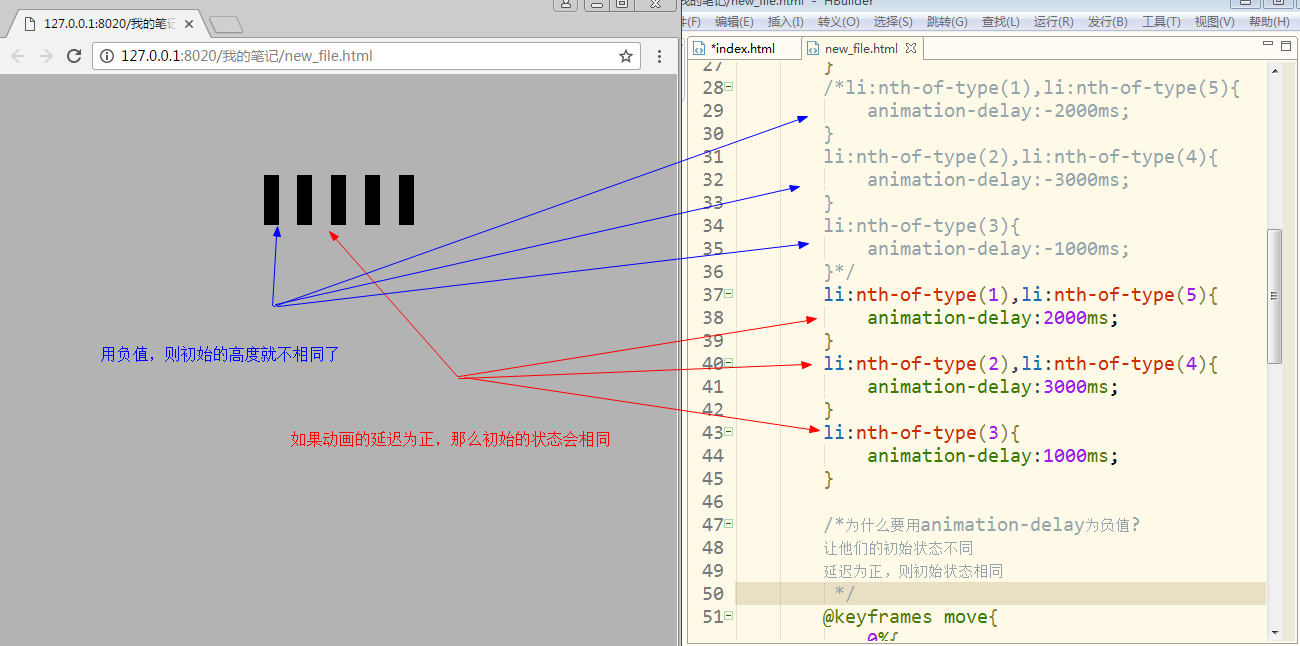 127.0.0.1:8020/我的笔记
127.0.0.1:8020/我的笔记/new_file.html
用负值，则初始的高度就不相同了
如果动画的延迟为正，那么初始的状态会相同
的笔记/new_file.html - HBuilder
件(F) 编辑(E) 插入(I) 转义(O) 选择(S) 跳转(G) 查找(L) 运行(R) 发行(B) 工具(T) 视图(V) 帮助(H)
*index.html new_file.html
27 }
28 /*li:nth-of-type(1),li:nth-of-type(5){
29 animation-delay:-2000ms;
30 }
31 li:nth-of-type(2),li:nth-of-type(4){
32 animation-delay:-3000ms;
33 }
34 li:nth-of-type(3){
35 animation-delay:-1000ms;
36 }*/
37 li:nth-of-type(1),li:nth-of-type(5){
38 animation-delay:2000ms;
39 }
40 li:nth-of-type(2),li:nth-of-type(4){
41 animation-delay:3000ms;
42 }
43 li:nth-of-type(3){
44 animation-delay:1000ms;
45 }
46
47 /*为什么要用animation-delay为负值?
48 让他们的初始状态不同
49 延迟为正，则初始状态相同
50 */
51 @keyframes move{
0%{